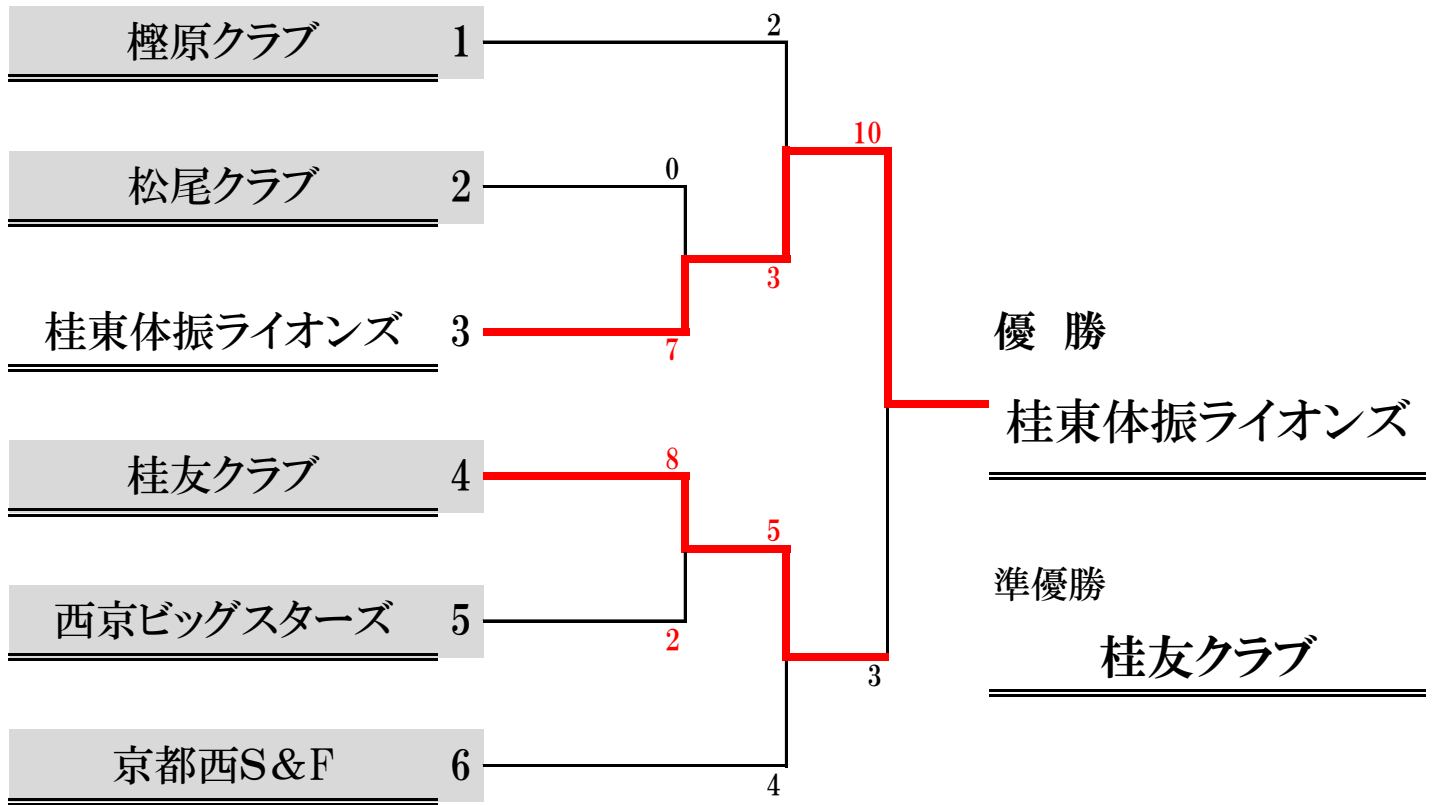 樫原クラブ 1
2
10
松尾クラブ 2
0
3
桂東体振ライオンズ 3
7
優 勝
桂東体振ライオンズ
桂友クラブ 4
8
5
準優勝
西京ビッグスターズ 5
2
桂友クラブ
3
京都西S&F 6
4